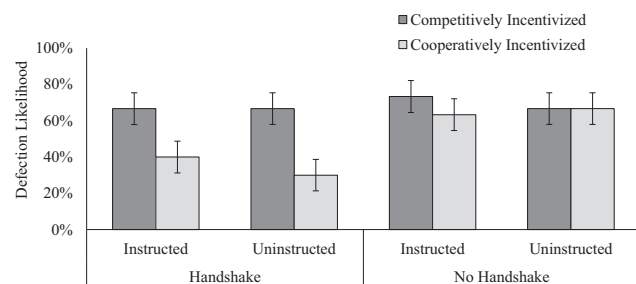 Competitively Incentivized
Cooperatively Incentivized
Defection Likelihood
100%
80%
60%
40%
20%
0%
Instructed Uninstructed Instructed Uninstructed
Handshake No Handshake